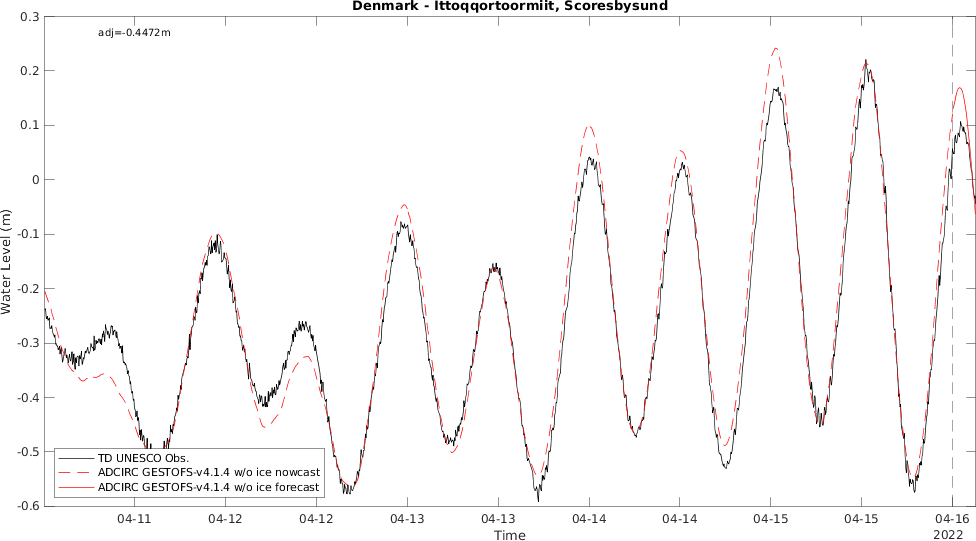 Denmark - Ittoqqortoormiit, Scoresbysund
adj=-0.4472m
0.3
0.2
0.1
0
-0.1
-0.2
-0.3
-0.4
-0.5
-0.6
Water Level (m)
TD UNESCO Obs.
ADCIRC GESTOFS-v4.1.4 w/o ice nowcast
ADCIRC GESTOFS-v4.1.4 w/o ice forecast
04-11 04-12 04-12 04-13 04-13 04-14 04-14 04-15 04-15 04-16
2022
Time